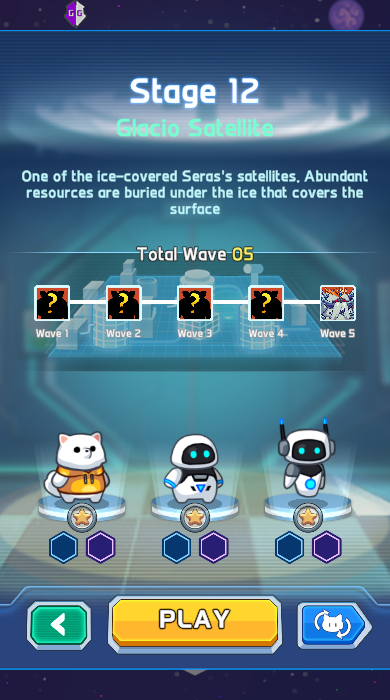 GG
Stage 12
Glacio Satellite
One of the ice-covered Seras's satellites, Abundant
resources are buried under the ice that covers the
surface
Total Wave 05
? ? ? ?
Wave 1 Wave 2 Wave 3 Wave 4 Wave 5
PLAY